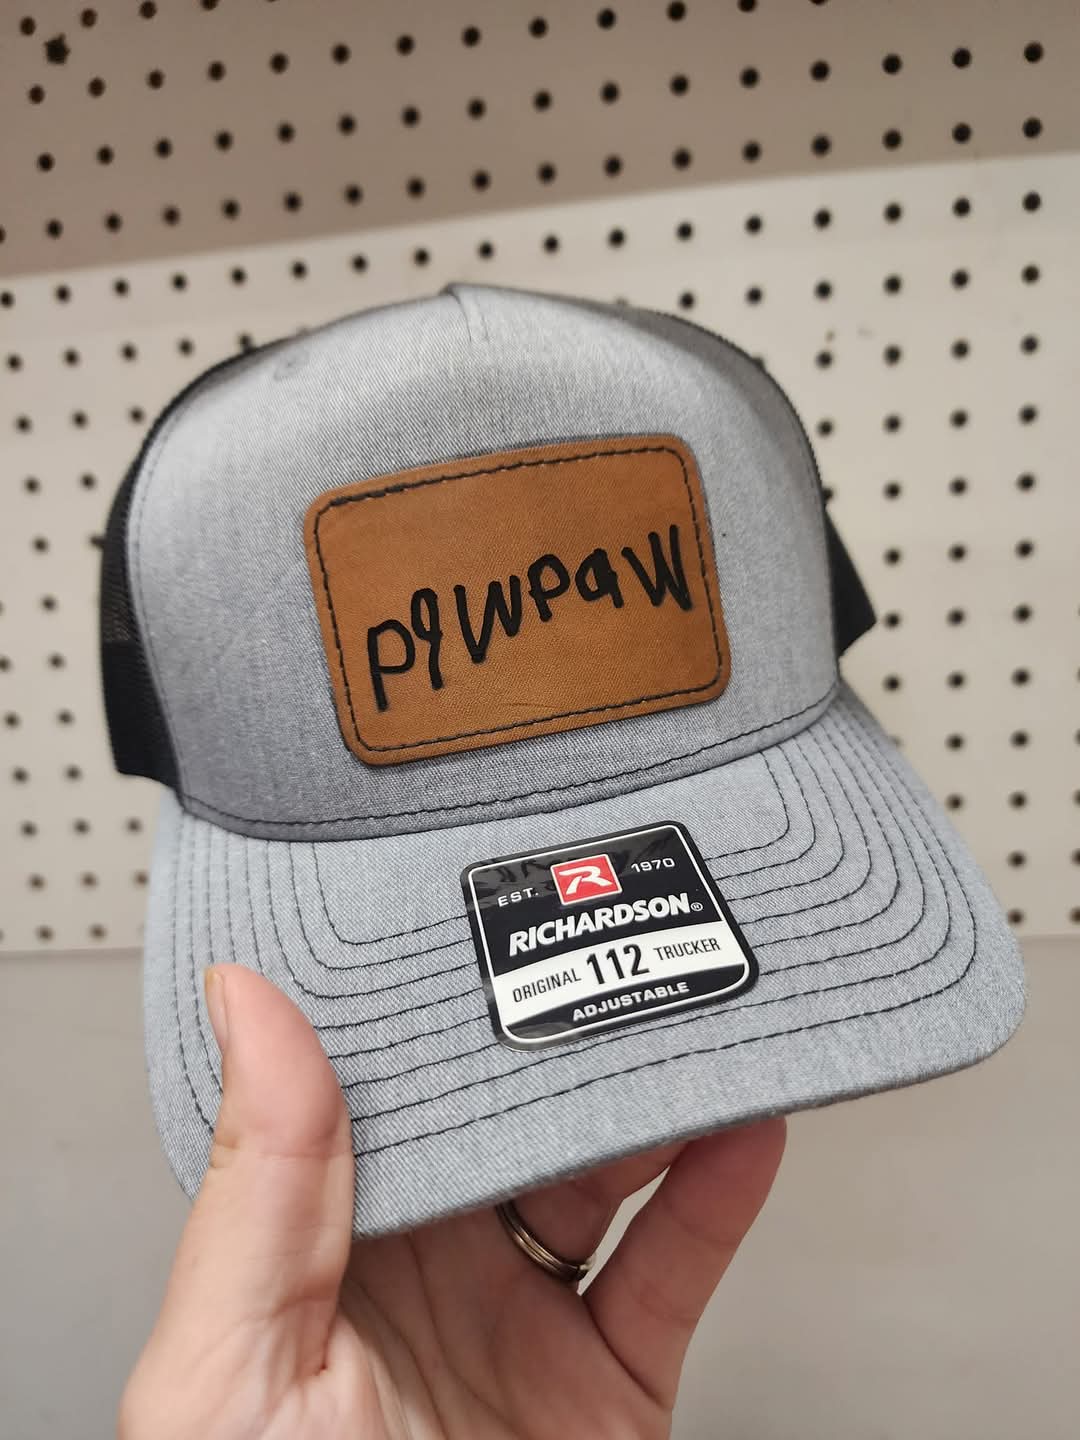 pawpaw
EST. R 1970
RICHARDSON®
ORIGINAL 112 TRUCKER
ADJUSTABLE